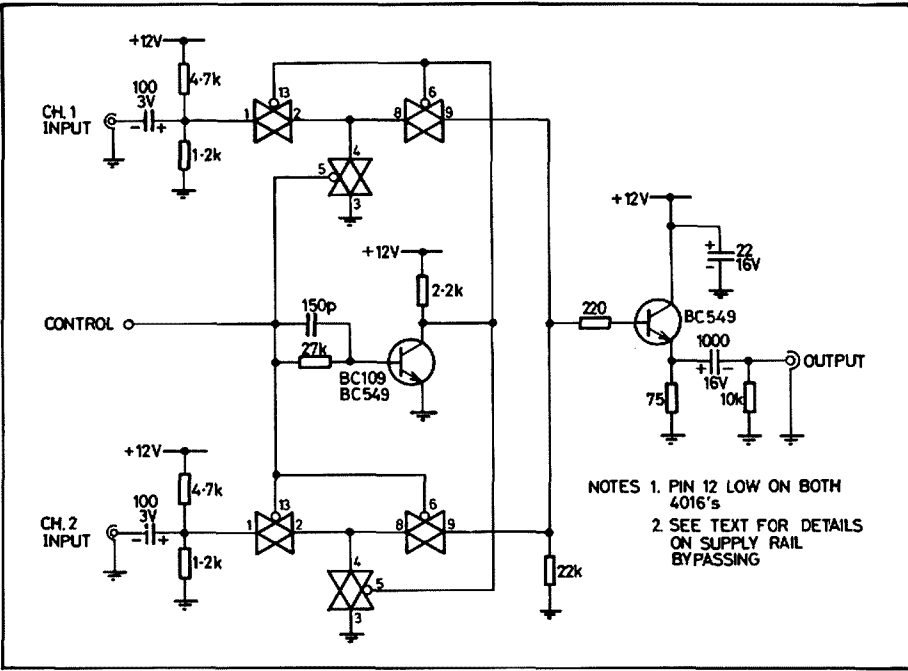 +12V
4.7k
100
3V
CH.1
INPUT
- +
1.2k
1
13
2
8
6
9
4
5
3
+12V
2.2k
150p
CONTROL
27k
BC109
BC549
+12V
22
16V
+
-
220
BC549
1000
+ -
16V
OUTPUT
75
10k
+12V
4.7k
100
3V
CH.2
INPUT
- +
1.2k
1
13
2
8
6
9
4
5
3
22k
NOTES 1. PIN 12 LOW ON BOTH
4016's
2. SEE TEXT FOR DETAILS
ON SUPPLY RAIL
BYPASSING